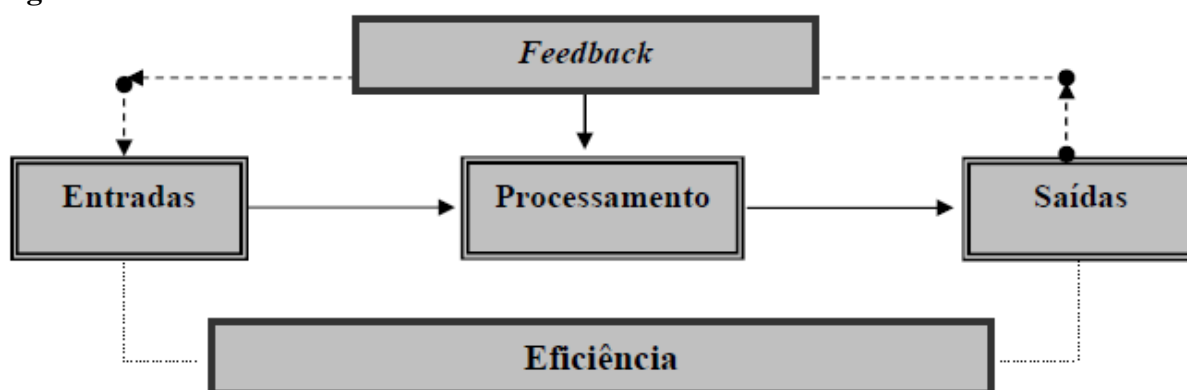 Feedback
Entradas
Processamento
Saídas
Eficiência